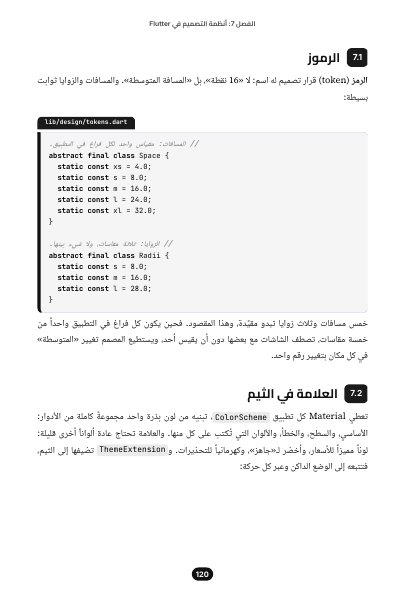 الفصل 7: أنظمة التصميم في Flutter
7.1 الرموز
الرمز (token) قرار تصميم له اسم: لا «16 نقطة»، بل «المسافة المتوسطة». والمسافات والزوايا ثوابت
بسيطة:
lib/design/tokens.dart
// المسافات: مقياس واحد لكل فراغ في التطبيق.
abstract final class Space {
static const xs = 4.0;
static const s = 8.0;
static const m = 16.0;
static const l = 24.0;
static const xl = 32.0;
}
// الزوايا: ثلاثة مقاسات، ولا شيء بينها.
abstract final class Radii {
static const s = 8.0;
static const m = 16.0;
static const l = 28.0;
}
خمس مسافات وثلاث زوايا تبدو مقيّدة، وهذا المقصود. فحين يكون كل فراغ في التطبيق واحداً من
خمسة مقاسات، تصطف الشاشات مع بعضها دون أن يقيس أحد، ويستطيع المصمم تغيير «المتوسطة»
في كل مكان بتغيير رقم واحد.
7.2 العلامة في الثيم
تعطي Material كل تطبيق ColorScheme، تبنيه من لون بذرة واحد مجموعةً كاملة من الأدوار:
الأساسي، والسطح، والخطأ، والألوان التي تُكتب على كل منها. والعلامة تحتاج عادة ألواناً أخرى قليلة:
لوناً مميزاً للأسعار، وأخضر لـ«جاهز»، وكهرمانياً للتحذيرات. و ThemeExtension تضيفها إلى الثيم،
فتتبعه إلى الوضع الداكن وعبر كل حركة:
120